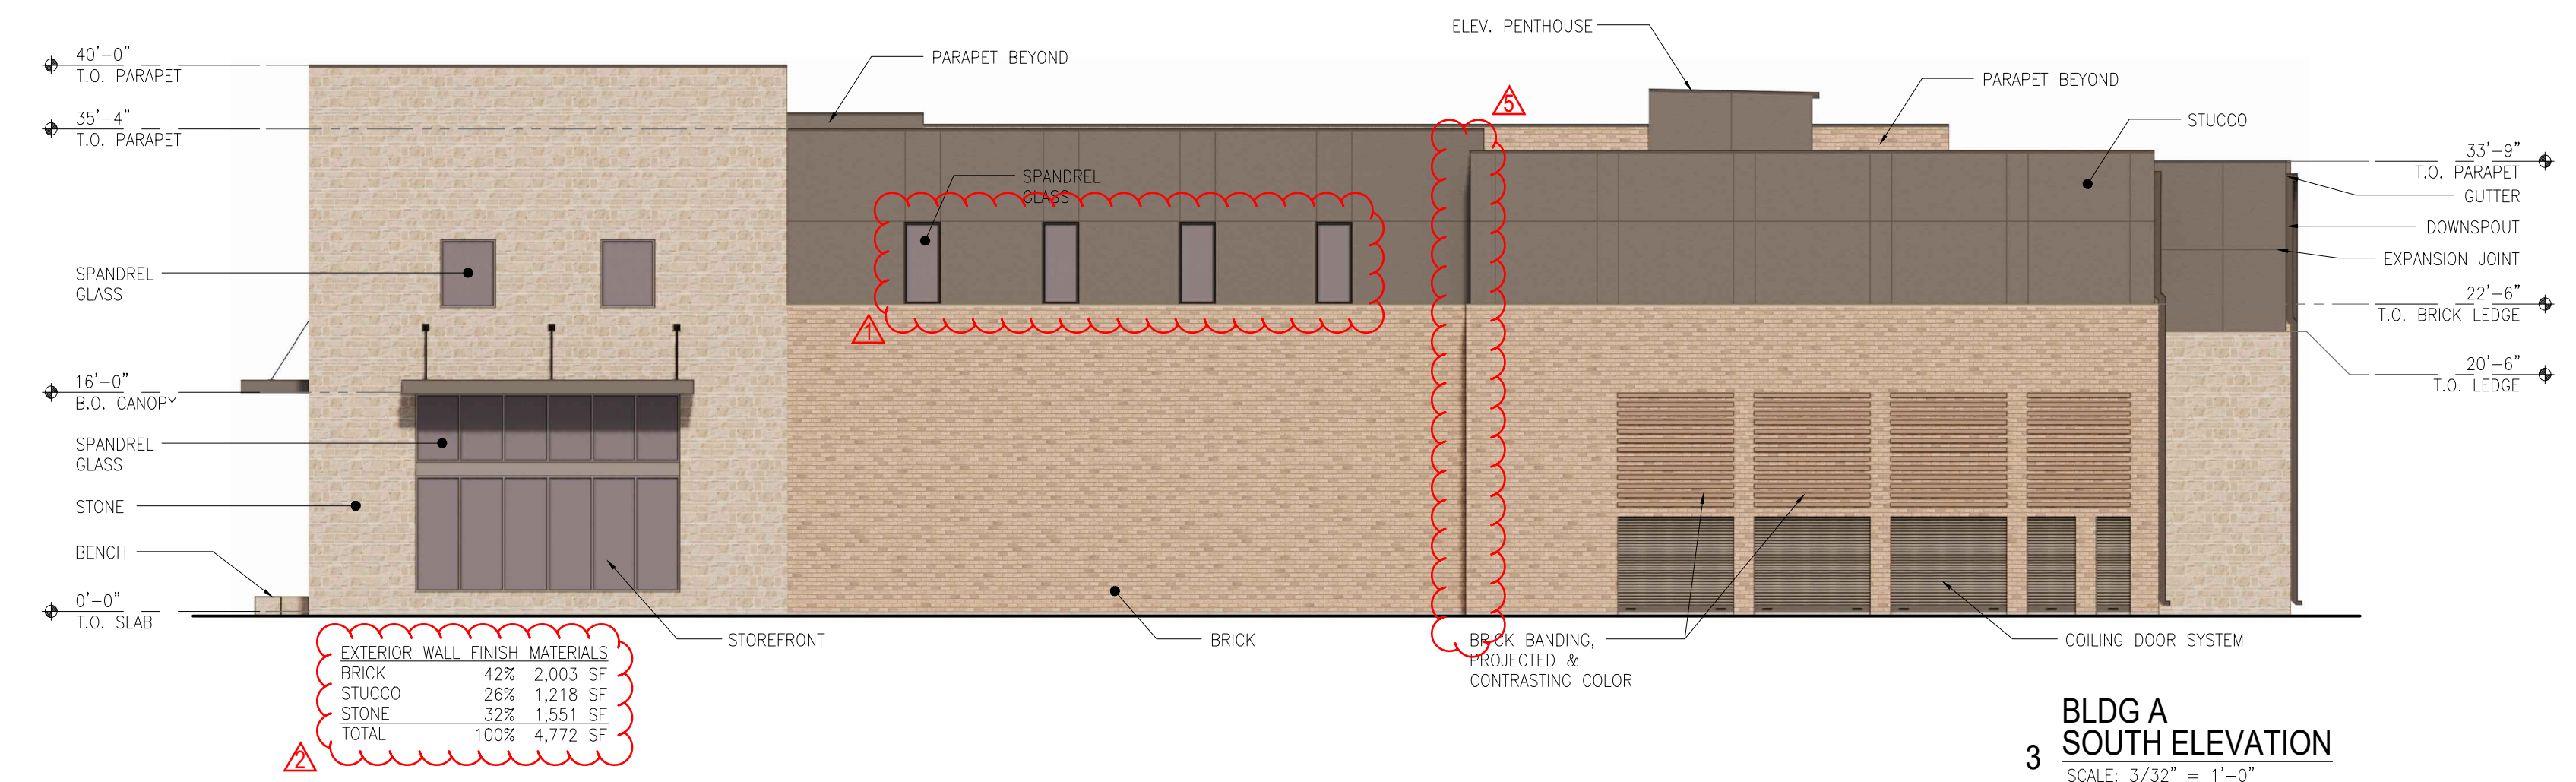 ELEV. PENTHOUSE
40'-0"
T.O. PARAPET
PARAPET BEYOND
PARAPET BEYOND
5
35'-4"
T.O. PARAPET
STUCCO
33'-9"
T.O. PARAPET
SPANDREL
GLASS
GUTTER
DOWNSPOUT
EXPANSION JOINT
SPANDREL
GLASS
22'-6"
T.O. BRICK LEDGE
1
16'-0"
B.O. CANOPY
20'-6"
T.O. LEDGE
SPANDREL
GLASS
STONE
BENCH
0'-0"
T.O. SLAB
STOREFRONT
BRICK
BRICK BANDING,
PROJECTED &
CONTRASTING COLOR
COILING DOOR SYSTEM
EXTERIOR WALL FINISH MATERIALS
BRICK 42% 2,003 SF
STUCCO 26% 1,218 SF
STONE 32% 1,551 SF
TOTAL 100% 4,772 SF
2
3
BLDG A
SOUTH ELEVATION
SCALE: 3/32" = 1'-0"